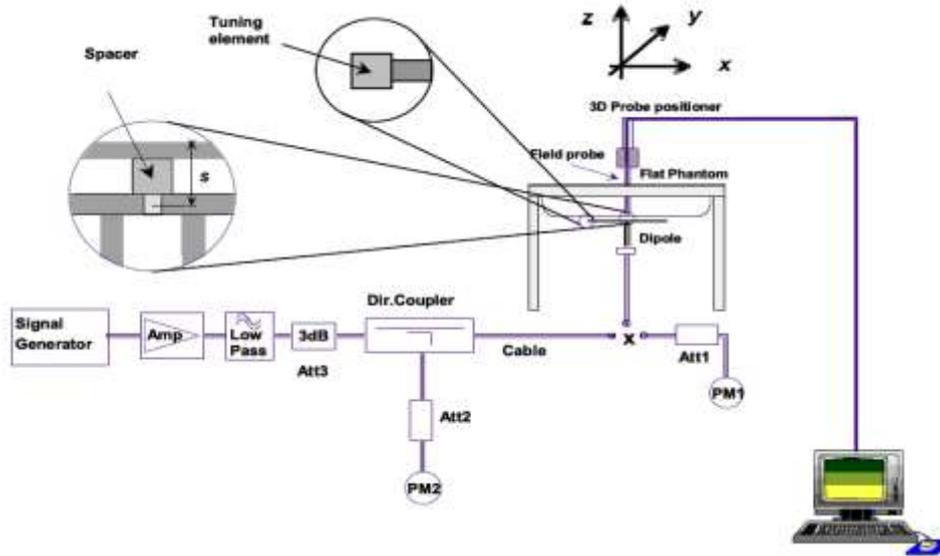 Tuning
element
Spacer
z
y
x
3D Probe positioner
Field probe
Flat Phantom
s
Dipole
Signal
Generator
Amp
Low
Pass
3dB
Att3
Dir.Coupler
Cable
x
Att1
PM1
Att2
PM2